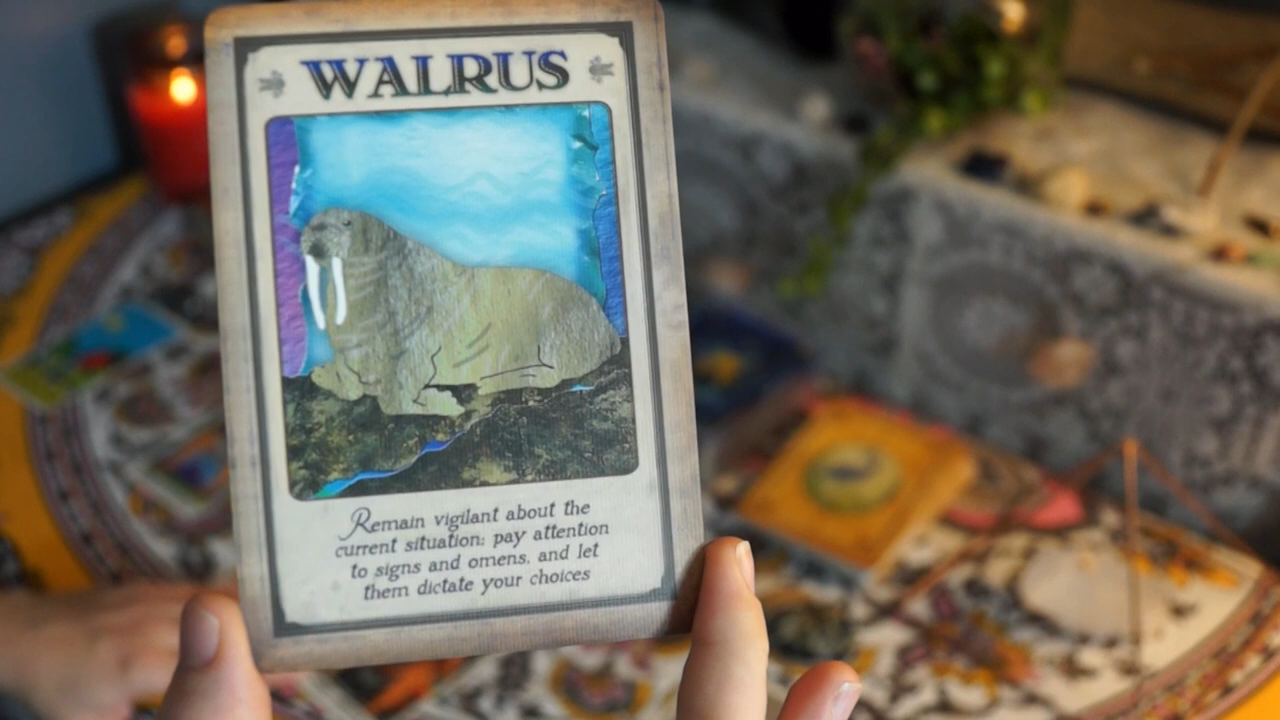 WALRUS
Remain vigilant about the
current situation: pay attention
to signs and omens, and let
them dictate your choices